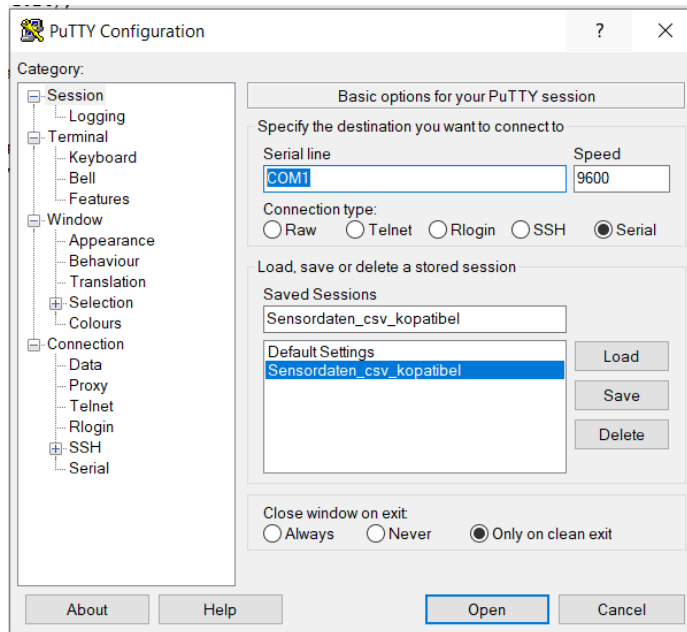 PuTTY Configuration
?
Category:
Session
Logging
Terminal
Keyboard
Bell
Features
Window
Appearance
Behaviour
Translation
Selection
Colours
Connection
Data
Proxy
Telnet
Rlogin
SSH
Serial
Basic options for your PuTTY session
Specify the destination you want to connect to
Serial line Speed
COM1 9600
Connection type:
Raw Telnet Rlogin SSH Serial
Load, save or delete a stored session
Saved Sessions
Sensordaten_csv_kopatibel
Default Settings
Sensordaten_csv_kopatibel
Load
Save
Delete
Close window on exit:
Always Never Only on clean exit
About Help Open Cancel